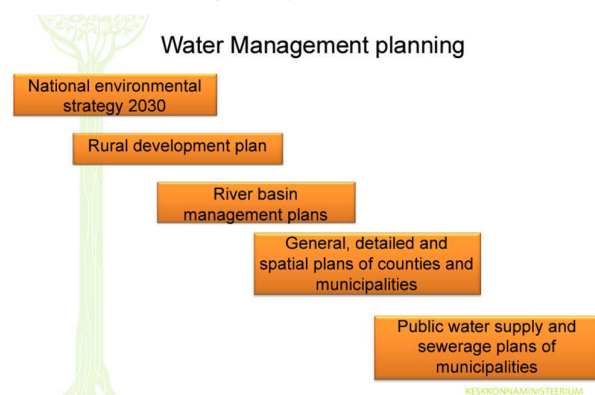 Water Management planning
National environmental
strategy 2030
Rural development plan
River basin
management plans
General, detailed and
spatial plans of counties and
municipalities
Public water supply and
sewerage plans of
municipalities
KESKKONNAMINISTEERIUM